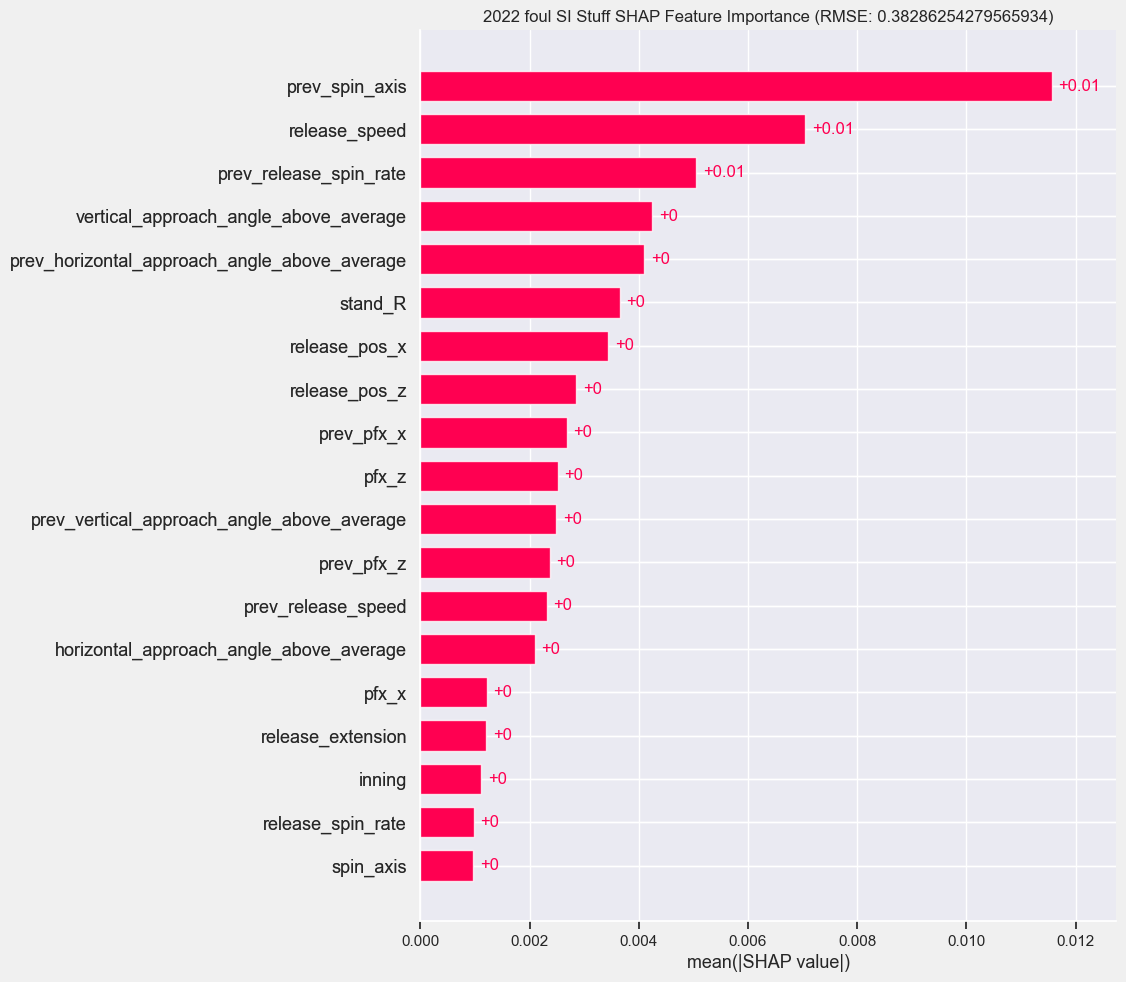 2022 foul SI Stuff SHAP Feature Importance (RMSE: 0.38286254279565934)
prev_spin_axis +0.01
release_speed +0.01
prev_release_spin_rate +0.01
vertical_approach_angle_above_average +0
prev_horizontal_approach_angle_above_average +0
stand_R +0
release_pos_x +0
release_pos_z +0
prev_pfx_x +0
pfx_z +0
prev_vertical_approach_angle_above_average +0
prev_pfx_z +0
prev_release_speed +0
horizontal_approach_angle_above_average +0
pfx_x +0
release_extension +0
inning +0
release_spin_rate +0
spin_axis +0
0.000 0.002 0.004 0.006 0.008 0.010 0.012
mean(|SHAP value|)